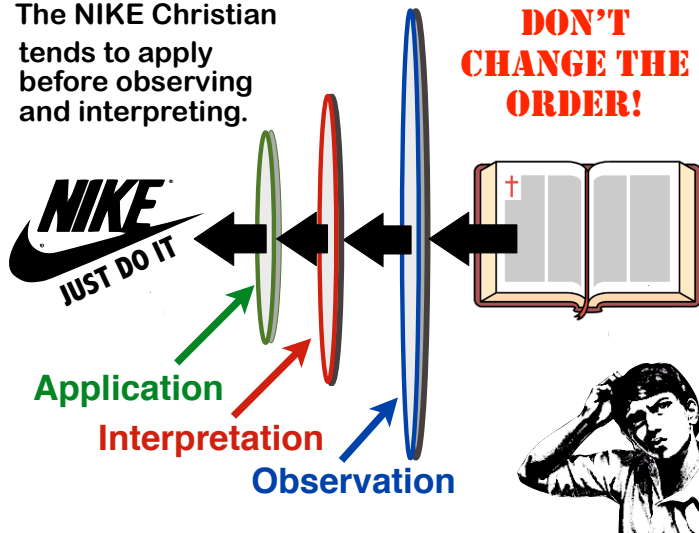 The NIKE Christian
tends to apply
before observing
and interpreting.
DON'T
CHANGE THE
ORDER!
NIKE
JUST DO IT
Application
Interpretation
Observation